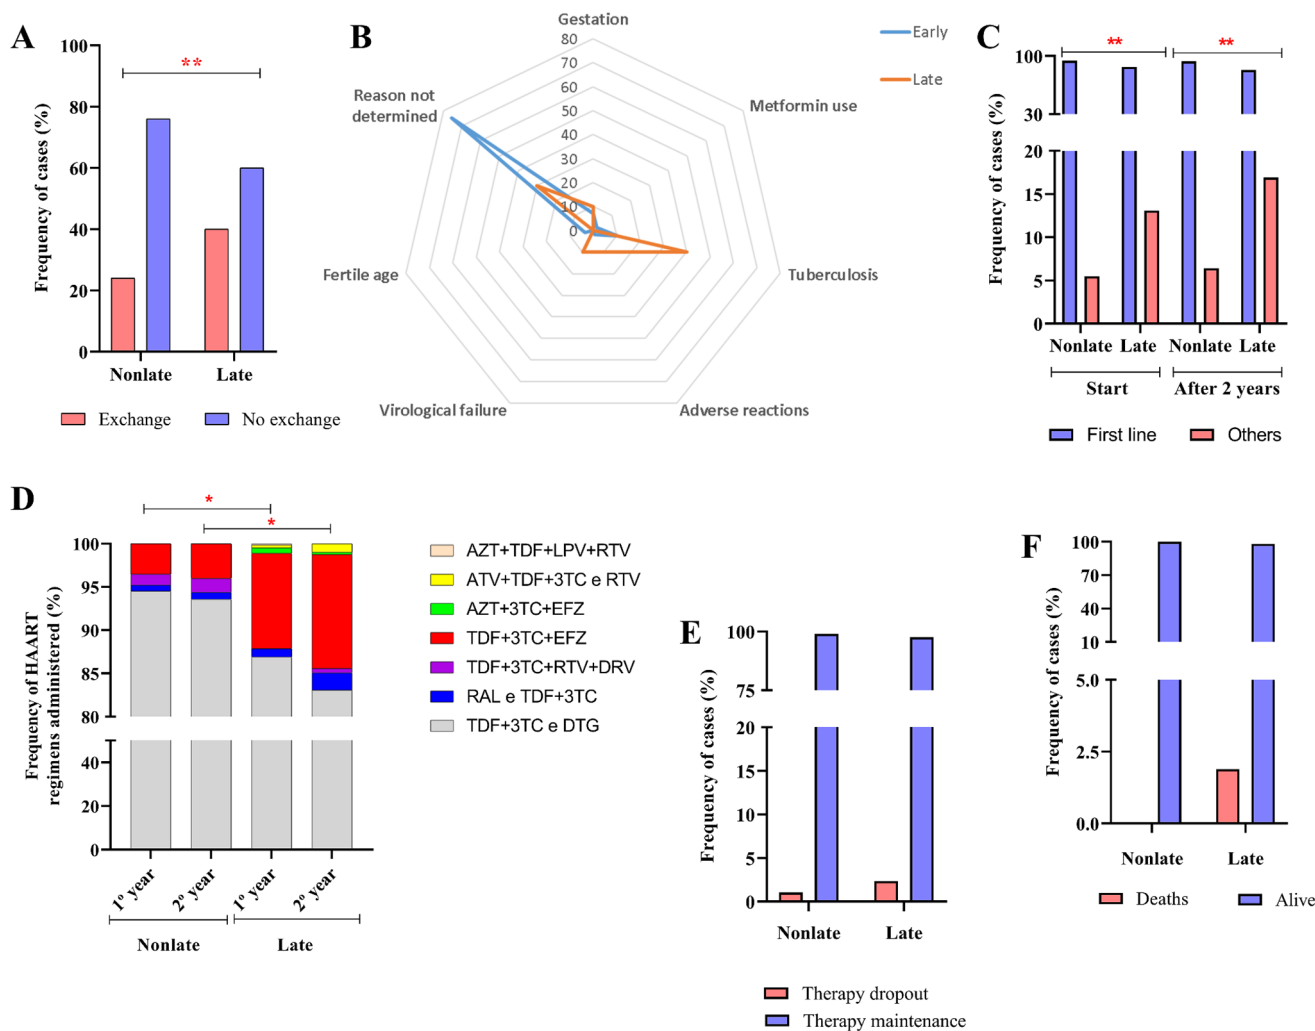 A
Frequency of cases (%)
100
80
60
40
20
0
**
Nonlate
Late
Exchange
No exchange
B
Gestation
Metformin use
Tuberculosis
Adverse reactions
Virological failure
Fertile age
Reason not
determined
80
70
60
50
40
30
20
10
0
Early
Late
C
Frequency of cases (%)
100
30
20
15
10
5
0
**
**
Nonlate
Late
Nonlate
Late
Start
After 2 years
First line
Others
D
Frequency of HAART
regimens administered (%)
100
95
90
85
80
40
20
0
*
*
1º year
2º year
1º year
2º year
Nonlate
Late
AZT+TDF+LPV+RTV
ATV+TDF+3TC e RTV
AZT+3TC+EFZ
TDF+3TC+EFZ
TDF+3TC+RTV+DRV
RAL e TDF+3TC
TDF+3TC e DTG
E
Frequency of cases (%)
100
75
20
15
10
5
0
Nonlate
Late
Therapy dropout
Therapy maintenance
F
Frequency of cases (%)
100
70
40
10
5.0
2.5
0.0
Nonlate
Late
Deaths
Alive